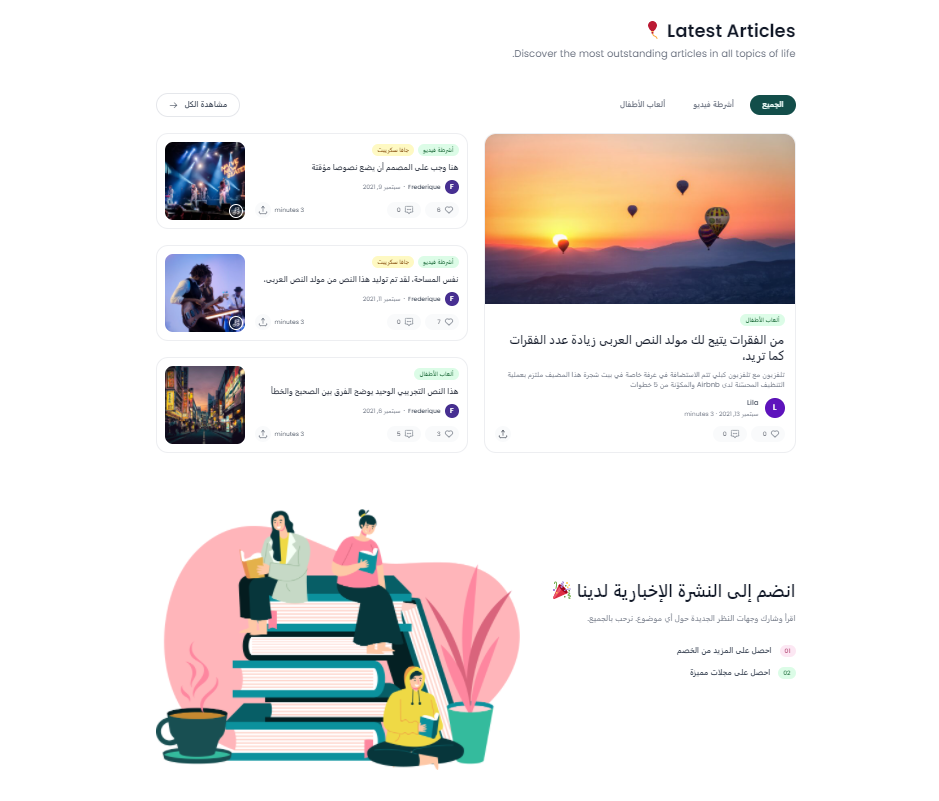 Latest Articles
.Discover the most outstanding articles in all topics of life
الجميع
أشرطة فيديو
ألعاب الأطفال
مشاهدة الكل
ألعاب الأطفال
من الفقرات يتيح لك مولد النص العربى زيادة عدد الفقرات
كما تريد،
تلفزيون مع تلفزيون كبلي تتم الاستضافة في غرفة خاصة في بيت شجرة هذا المضيف ملتزم بعملية
التنظيف المحسّنة لدى Airbnb والمكوّنة من 5 خطوات
L
Lila
سبتمبر 13, 2021 · 3 minutes
0
0
أشرطة فيديو
جافا سكريبت
هنا وجب على المصمم أن يضع نصوصا مؤقتة
F
Frederique · سبتمبر 9, 2021
6
0
3 minutes
أشرطة فيديو
جافا سكريبت
نفس المساحة، لقد تم توليد هذا النص من مولد النص العربى،
F
Frederique · سبتمبر 11, 2021
7
0
3 minutes
ألعاب الأطفال
هذا النص التجريبي الوحيد يوضح الفرق بين الصحيح والخطأ
F
Frederique · سبتمبر 6, 2021
3
5
3 minutes
انضم إلى النشرة الإخبارية لدينا
اقرأ وشارك وجهات النظر الجديدة حول أي موضوع. نرحب بالجميع.
01
احصل على المزيد من الخصم
02
احصل على مجلات مميزة